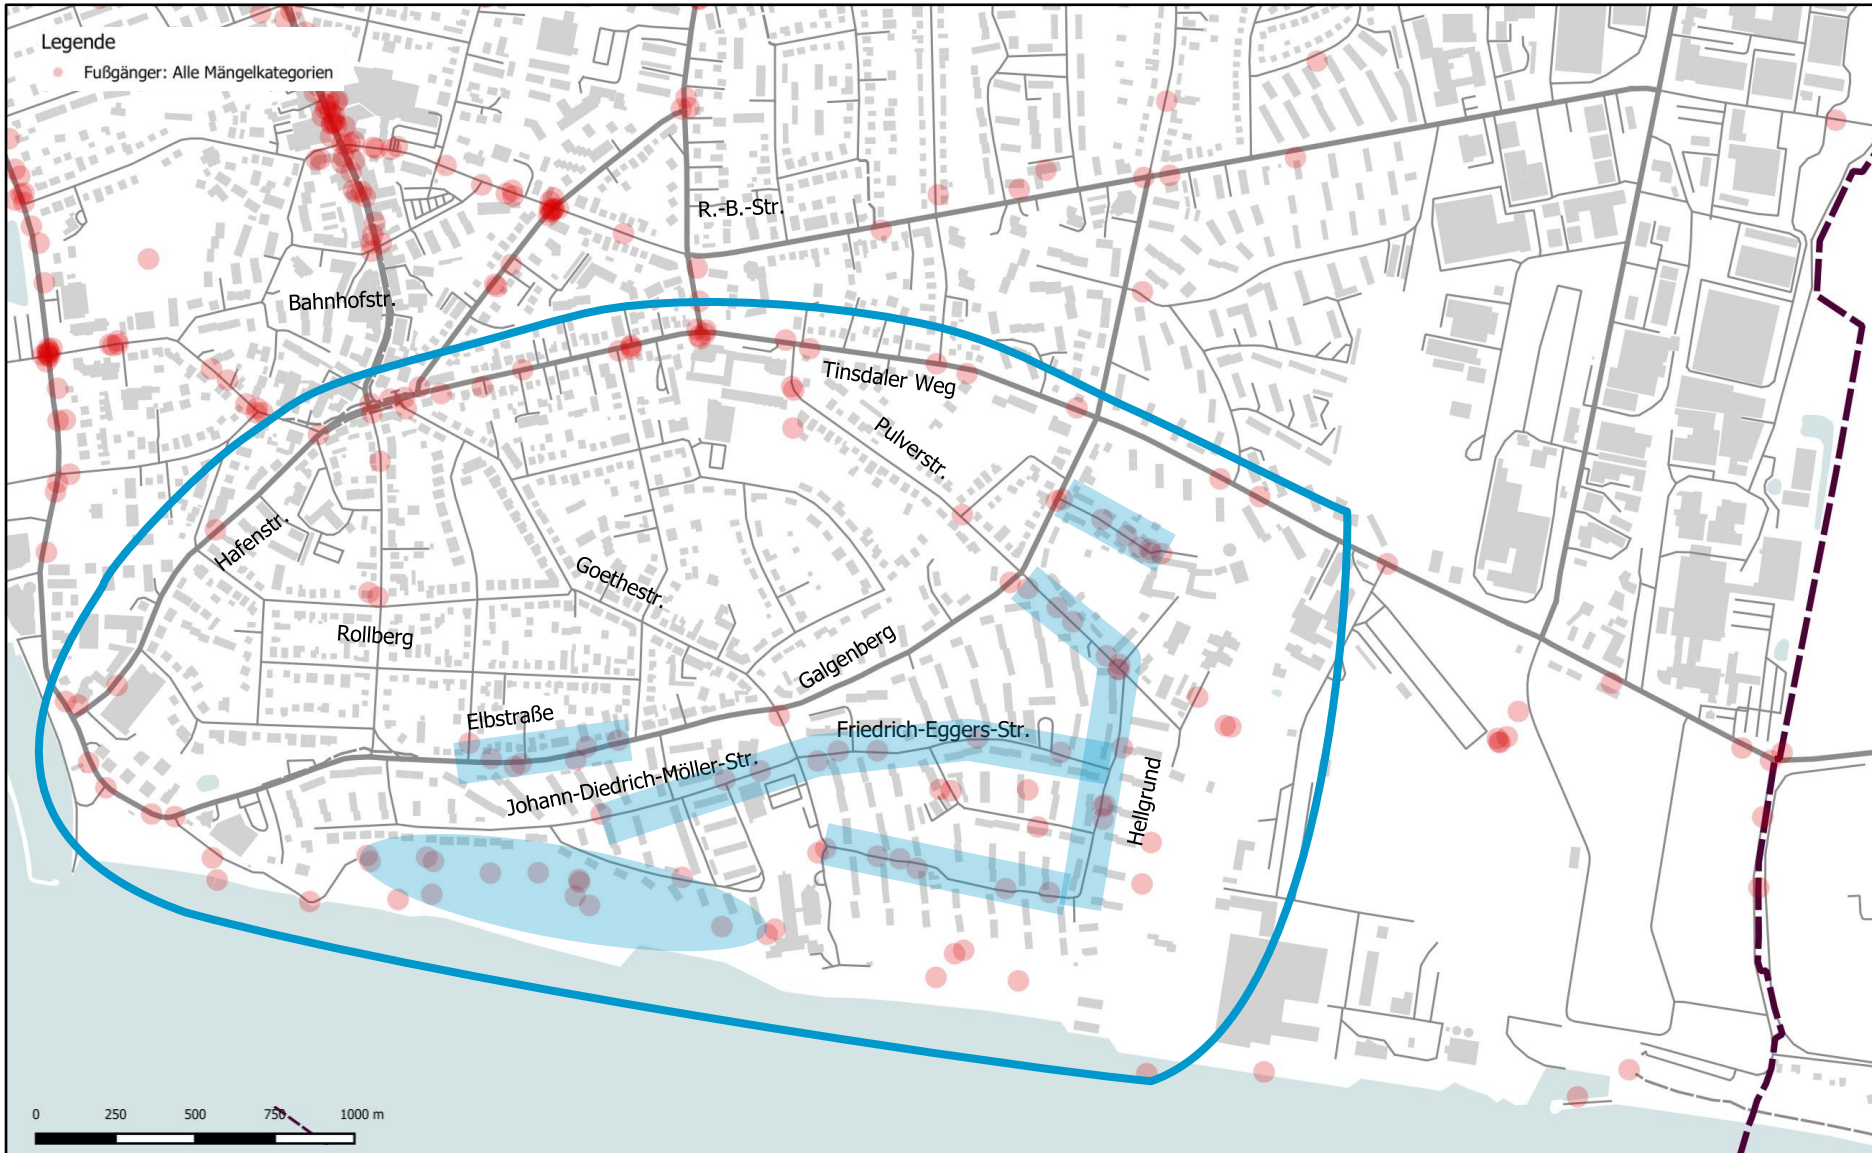 Legende
Fußgänger: Alle Mängelkategorien
R.-B.-Str.
Bahnhofstr.
Tinsdaler Weg
Pulverstr.
Hafenstr.
Goethestr.
Rollberg
Galgenberg
Elbstraße
Friedrich-Eggers-Str.
Johann-Diedrich-Möller-Str.
Hellgrund
0 250 500 750 1000 m